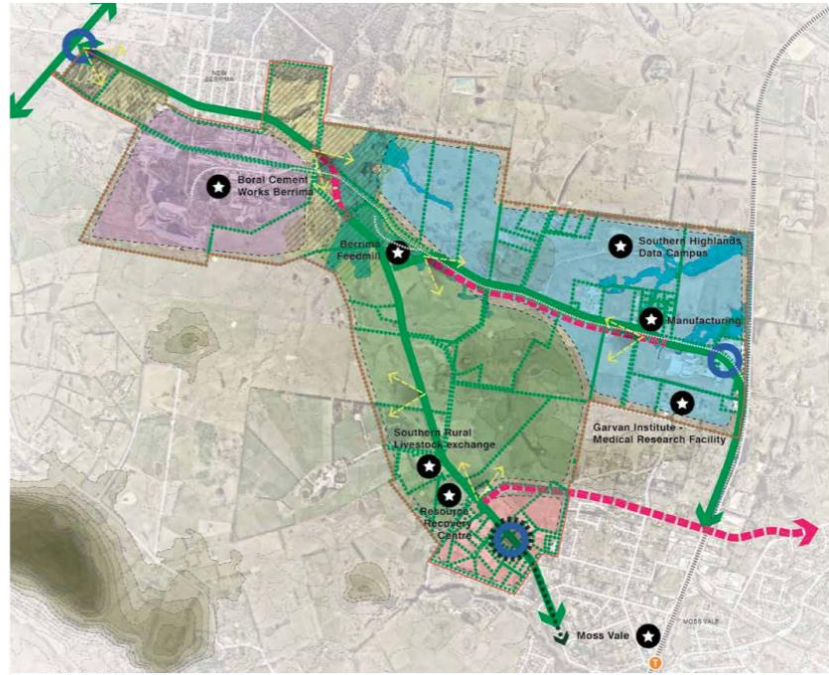 NEW
BERRIMA
Boral Cement
Works Berrima
Berrima
Feedmill
Southern Highlands
Data Campus
Manufacturing
Garvan Institute -
Medical Research Facility
Southern Rural
Livestock exchange
Resource
Recovery
Centre
MOSS VALE
Moss Vale
T